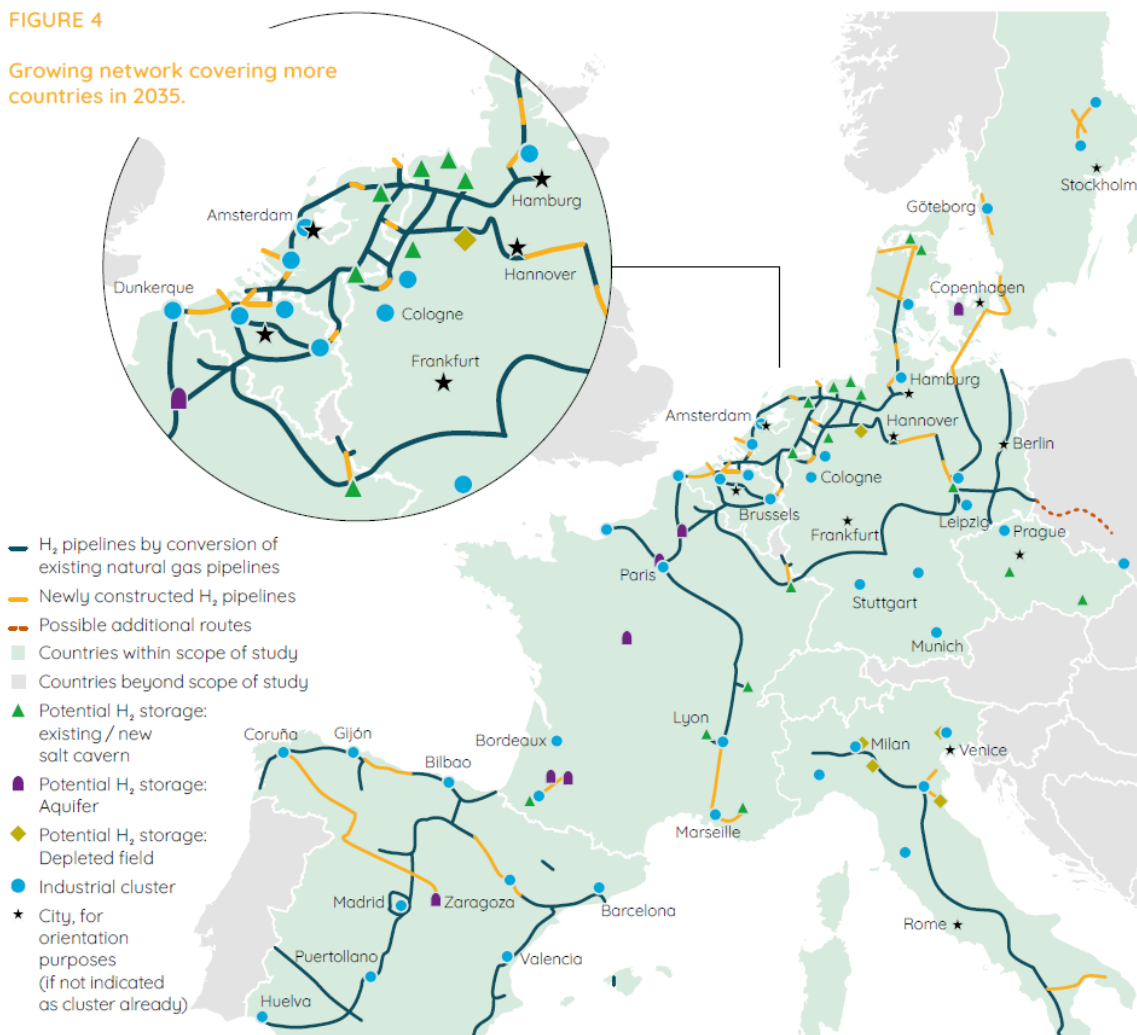 FIGURE 4
Growing network covering more
countries in 2035.
Amsterdam
Hamburg
Hannover
Dunkerque
Cologne
Frankfurt
Stockholm
Göteborg
Copenhagen
Hamburg
Amsterdam
Hannover
Berlin
Cologne
Brussels
Leipzig
Frankfurt
Prague
Paris
Stuttgart
Munich
H₂ pipelines by conversion of
existing natural gas pipelines
Newly constructed H₂ pipelines
Possible additional routes
Countries within scope of study
Countries beyond scope of study
Potential H₂ storage:
existing / new
salt cavern
Potential H₂ storage:
Aquifer
Potential H₂ storage:
Depleted field
Industrial cluster
City, for
orientation
purposes
(if not indicated
as cluster already)
Lyon
Coruña
Gijón
Bordeaux
Milan
Venice
Bilbao
Marseille
Madrid
Zaragoza
Barcelona
Rome
Puertollano
Valencia
Huelva